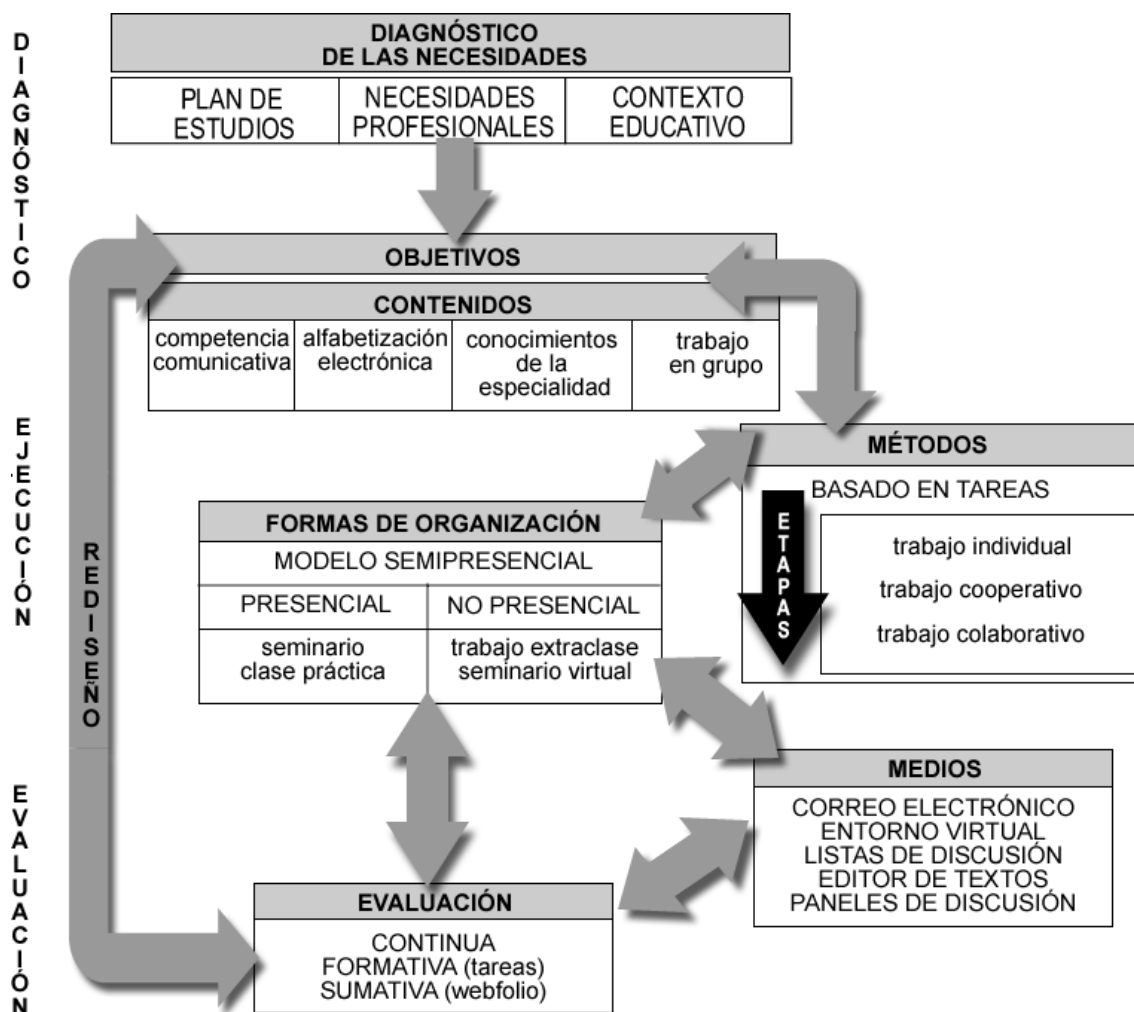 DIAGNÓSTICO
DIAGNÓSTICO
DE LAS NECESIDADES
PLAN DE
ESTUDIOS
NECESIDADES
PROFESIONALES
CONTEXTO
EDUCATIVO
OBJETIVOS
CONTENIDOS
competencia
comunicativa
alfabetización
electrónica
conocimientos
de la
especialidad
trabajo
en grupo
EJECUCIÓN
REDISEÑO
MÉTODOS
BASADO EN TAREAS
ETAPAS
trabajo individual
trabajo cooperativo
trabajo colaborativo
FORMAS DE ORGANIZACIÓN
MODELO SEMIPRESENCIAL
PRESENCIAL
NO PRESENCIAL
seminario
clase práctica
trabajo extraclase
seminario virtual
MEDIOS
CORREO ELECTRÓNICO
ENTORNO VIRTUAL
LISTAS DE DISCUSIÓN
EDITOR DE TEXTOS
PANELES DE DISCUSIÓN
EVALUACIÓN
EVALUACIÓN
CONTINUA
FORMATIVA (tareas)
SUMATIVA (webfolio)